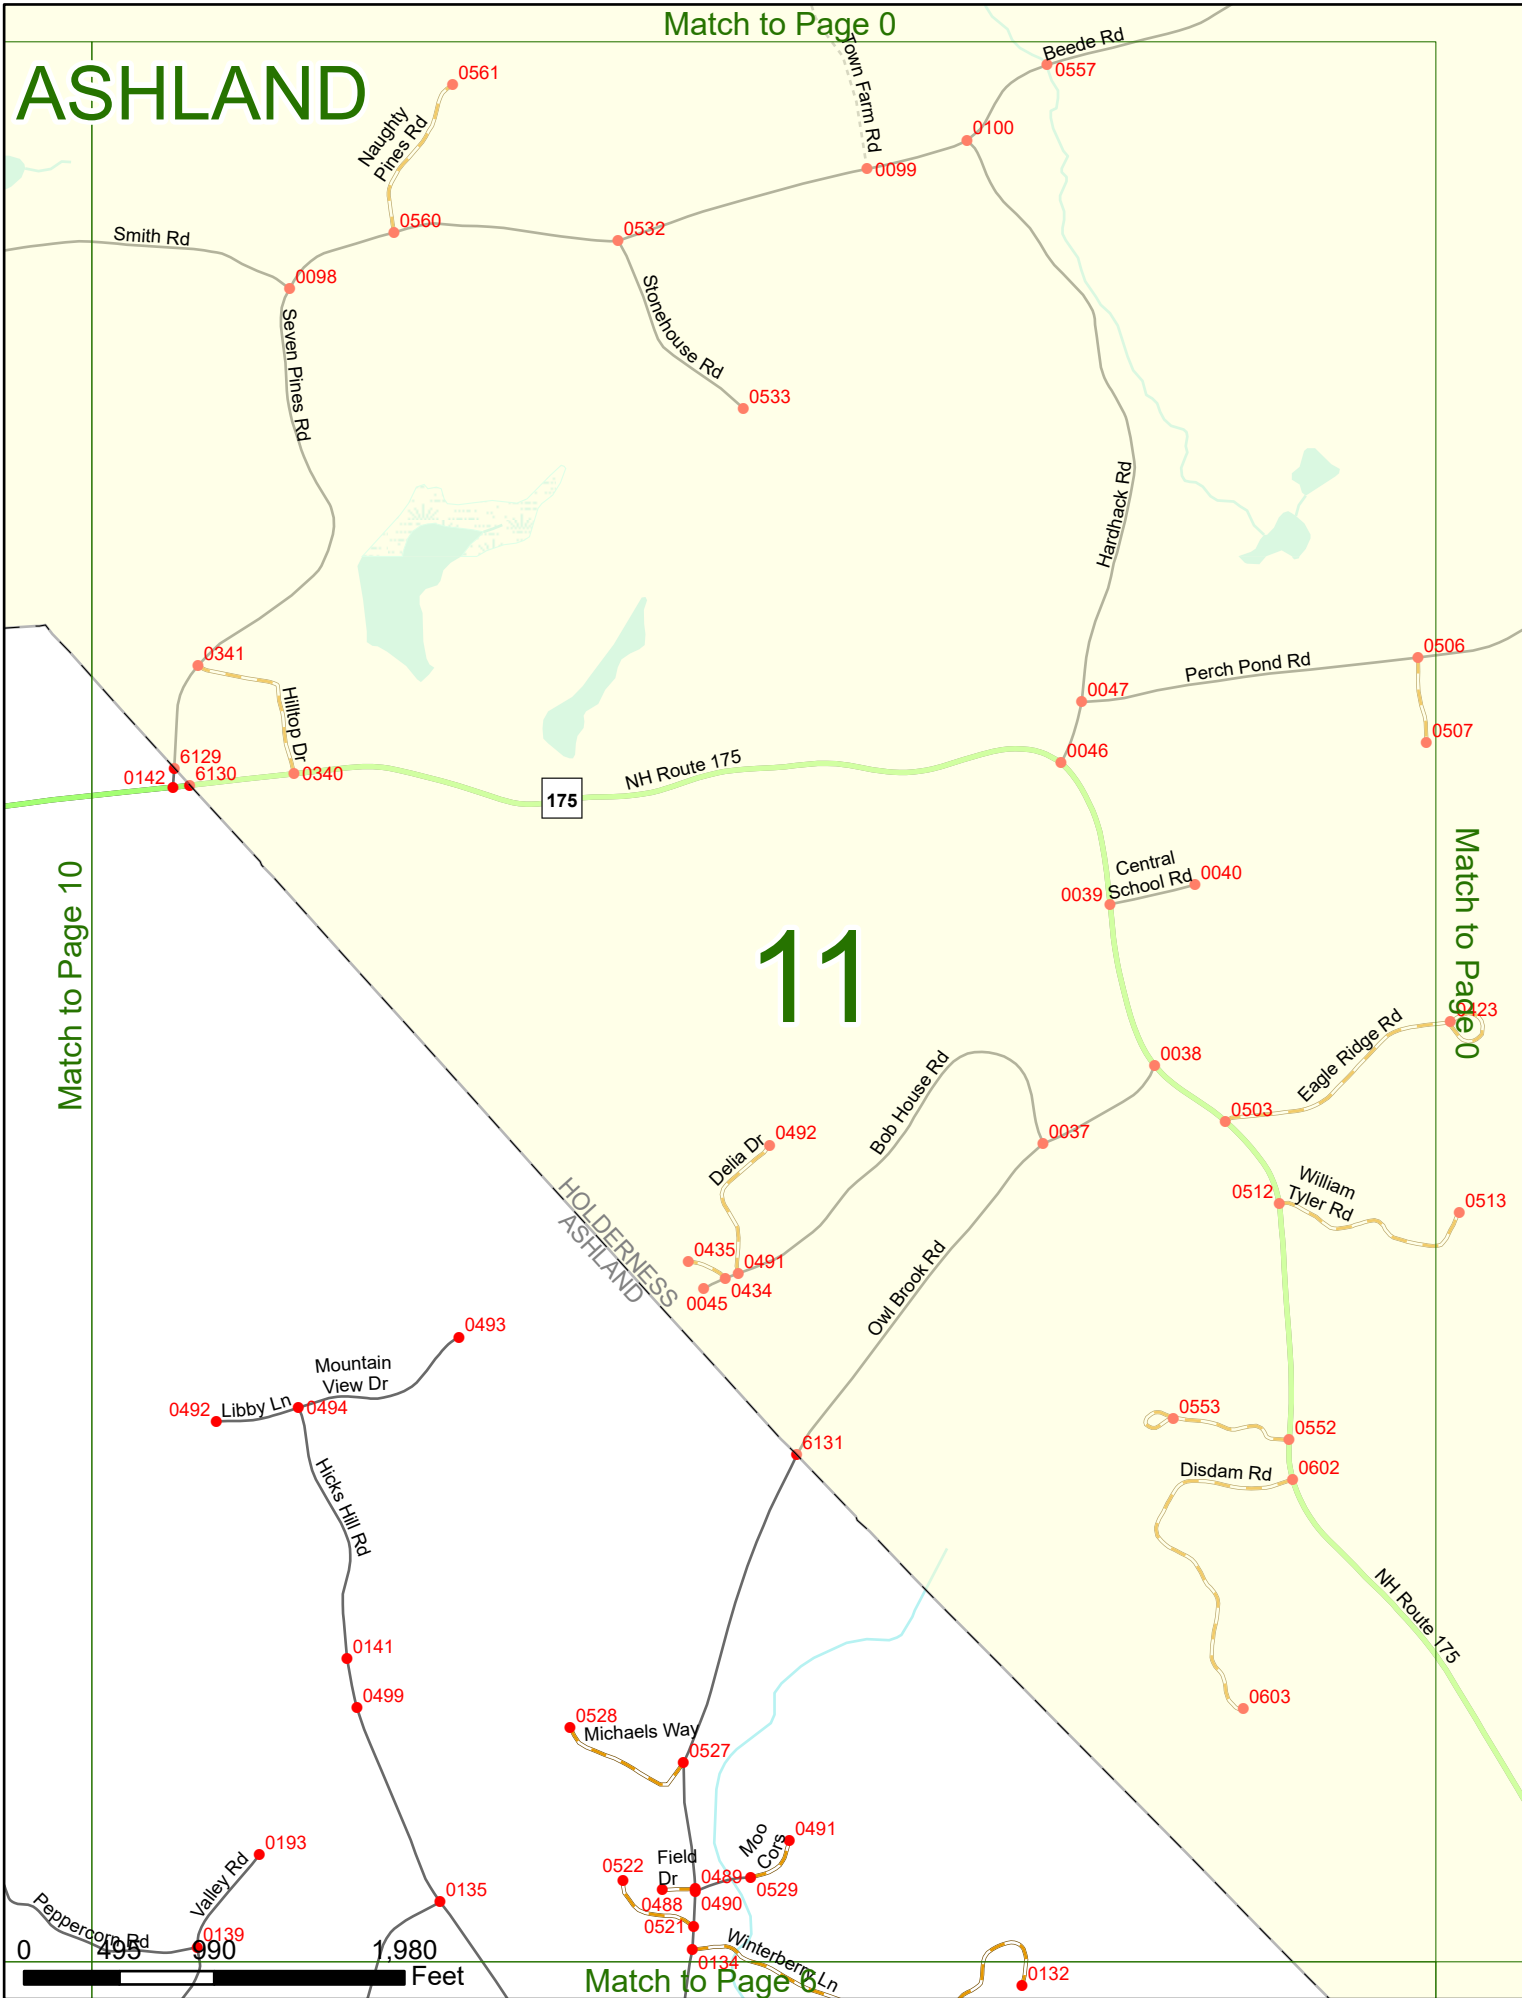 Match to Page 0
ASHLAND
0561
Beede Rd
0557
Town Farm Rd
Naughty
Pines Rd
0100
0099
0560
0532
Smith Rd
0098
Stonehouse Rd
Seven Pines Rd
0533
Hardhack Rd
0341
0506
Perch Pond Rd
Hilltop Dr
0047
0507
6129
0142
6130
0340
NH Route 175
0046
175
Central
School Rd
0040
0039
Match to Page 10
Match to Page 0
11
0423
Eagle Ridge Rd
0038
0503
Bob House Rd
0037
0492
Delia Dr
William
Tyler Rd
0512
0513
HOLDERNESS
ASHLAND
0435
0491
0434
0045
Owl Brook Rd
0493
Mountain
View Dr
0492
Libby Ln
0494
0553
0552
6131
Disdam Rd
0602
Hicks Hill Rd
NH Route 175
0141
0499
0603
0528
Michaels Way
0527
0193
Valley Rd
Moo
Cors
0491
Field
Dr
0522
0489
0529
0488
0490
0135
0521
Peppercorn Rd
0139
0134
Winterberry Ln
0132
0
495
990
1,980
Feet
Match to Page 6